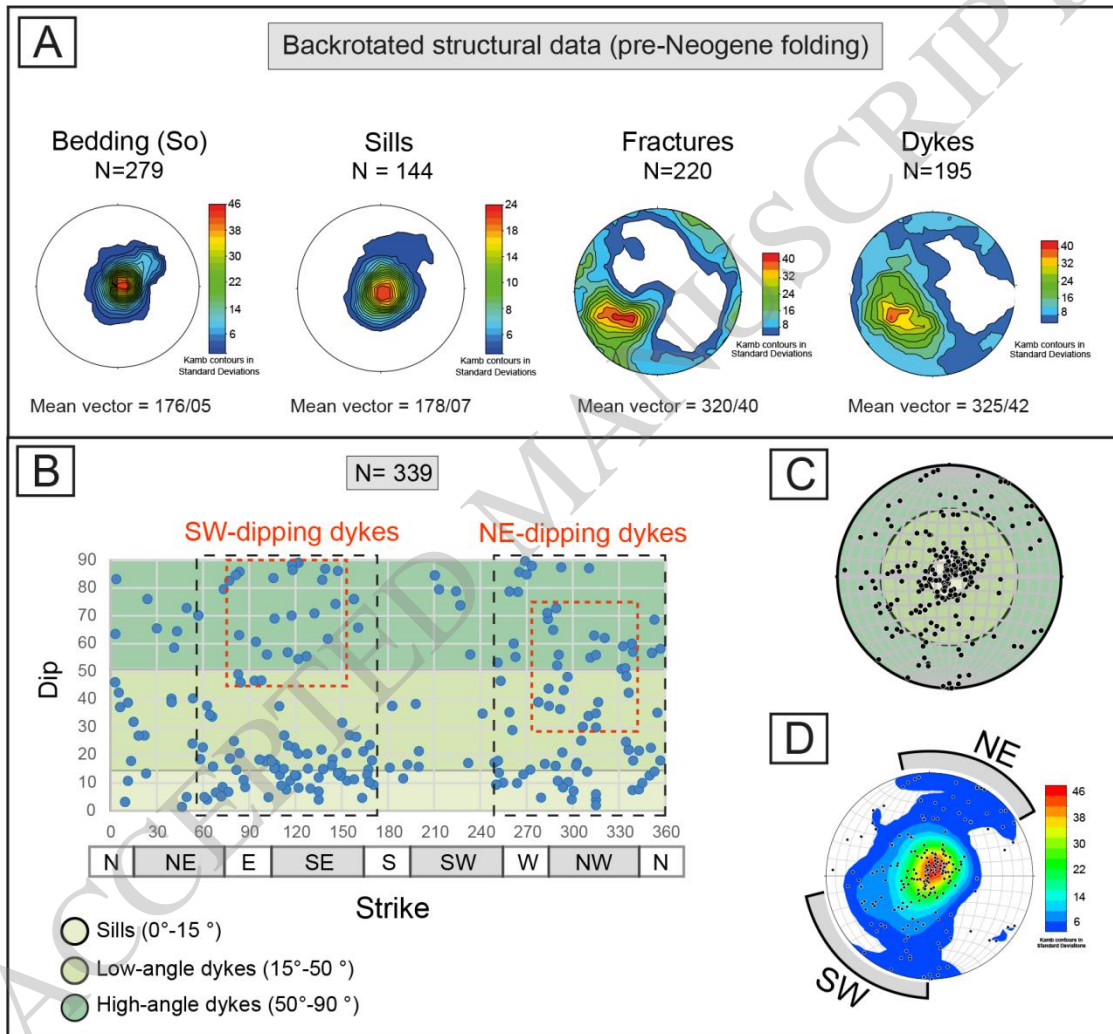 A
Backrotated structural data (pre-Neogene folding)
Bedding (So)
N=279
46
38
30
22
14
6
Kamb contours in
Standard Deviations
Mean vector = 176/05
Sills
N = 144
24
18
14
10
8
6
Kamb contours in
Standard Deviations
Mean vector = 178/07
Fractures
N=220
40
32
24
16
8
Kamb contours in
Standard Deviations
Mean vector = 320/40
Dykes
N=195
40
32
24
16
8
Kamb contours in
Standard Deviations
Mean vector = 325/42
B
N= 339
SW-dipping dykes
NE-dipping dykes
Dip
90
80
70
60
50
40
30
20
10
0
0 30 60 90 120 150 180 210 240 270 300 330 360
N NE E SE S SW W NW N
Strike
Sills (0°-15 °)
Low-angle dykes (15°-50 °)
High-angle dykes (50°-90 °)
C
D
NE
SW
46
38
30
22
14
6
Kamb contours in
Standard Deviations
ACCEPTED MANUSCRIPT